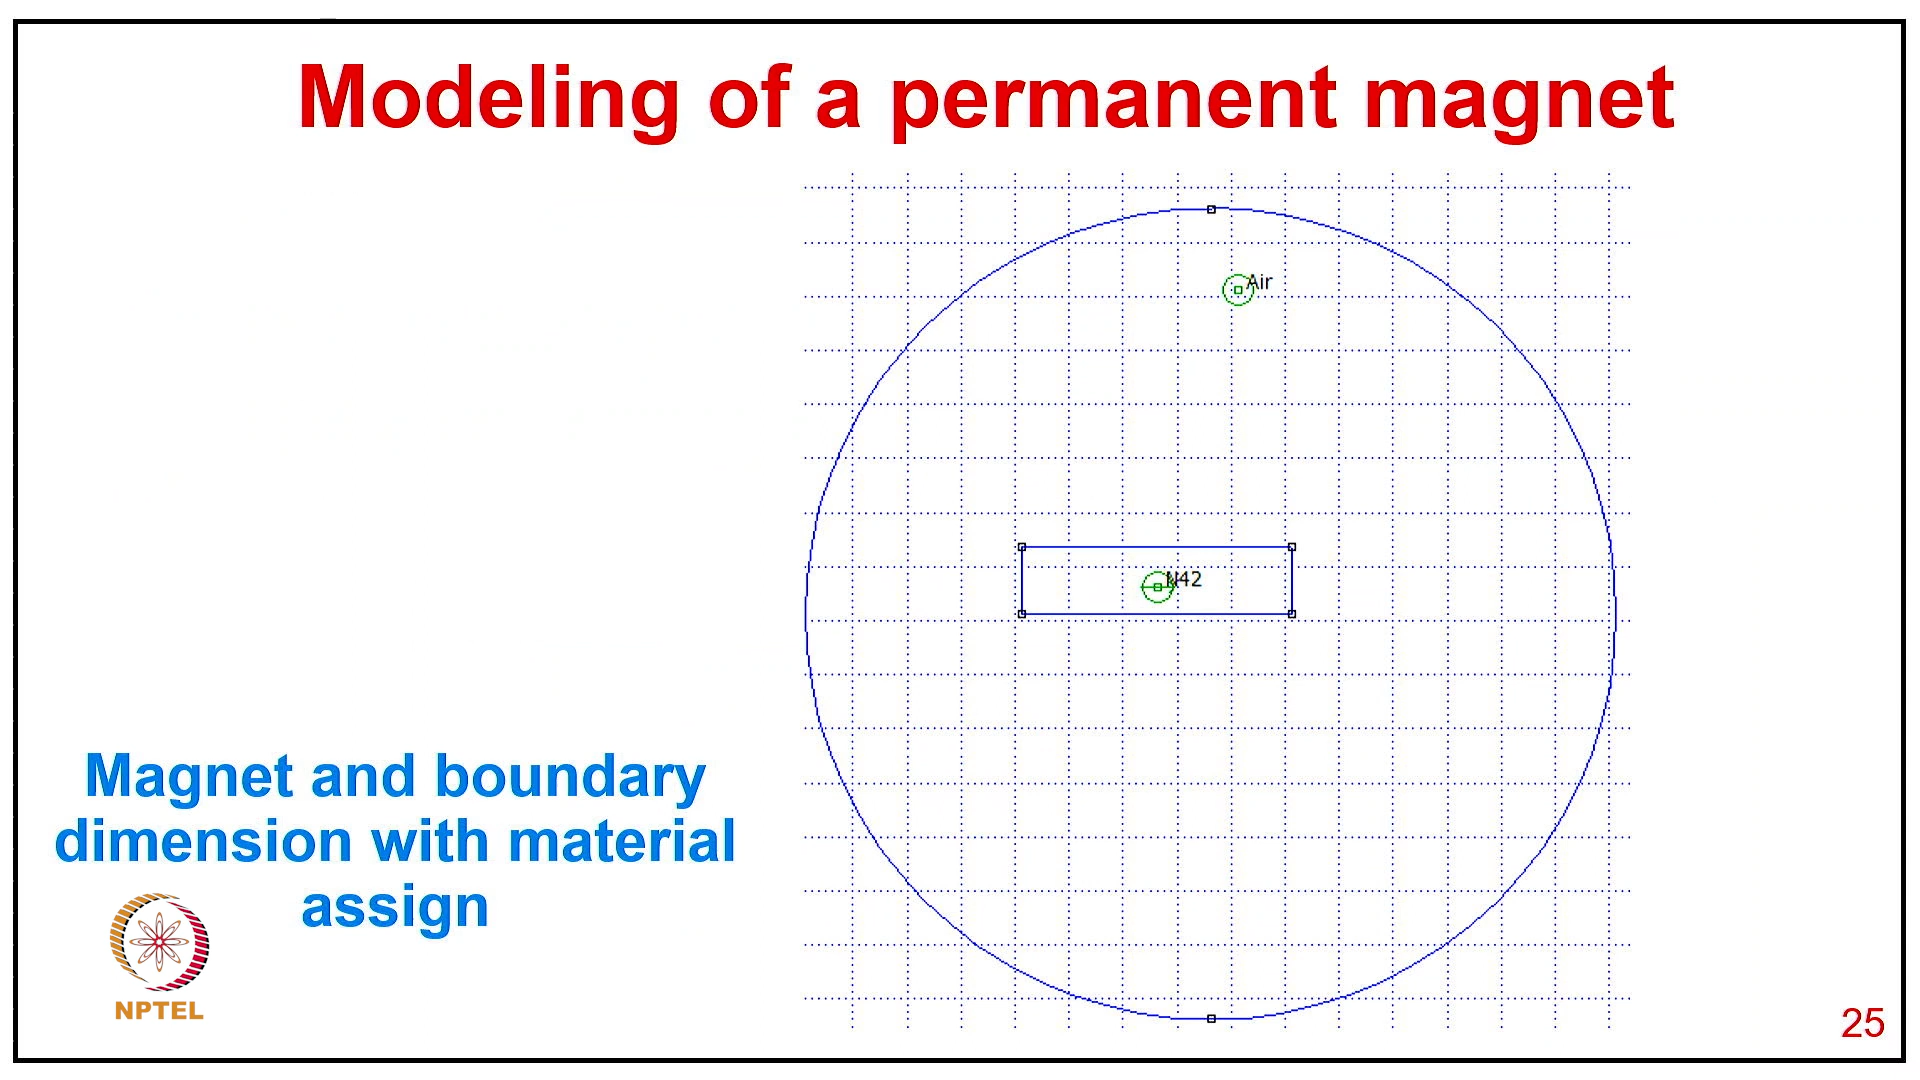 Modeling of a permanent magnet
Air
N42
Magnet and boundary
dimension with material
assign
NPTEL
25